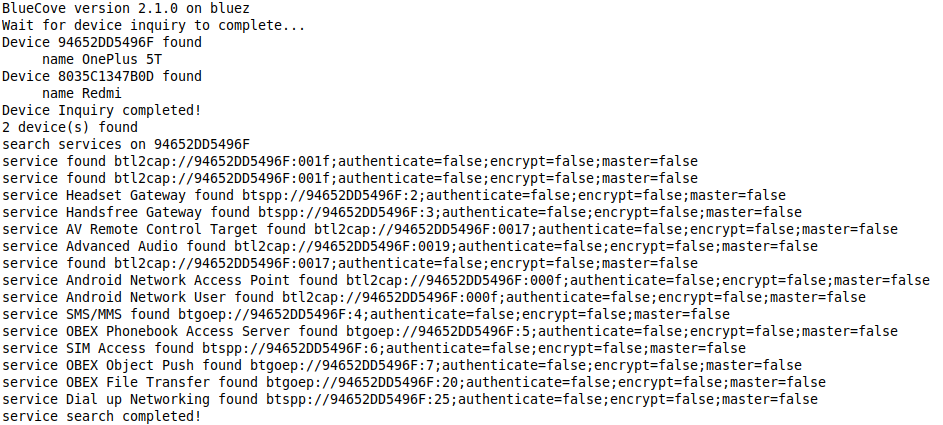 BlueCove version 2.1.0 on bluez
Wait for device inquiry to complete...
Device 94652DD5496F found
name OnePlus 5T
Device 8035C1347B0D found
name Redmi
Device Inquiry completed!
2 device(s) found
search services on 94652DD5496F
service found btl2cap://94652DD5496F:001f;authenticate=false;encrypt=false;master=false
service found btl2cap://94652DD5496F:001f;authenticate=false;encrypt=false;master=false
service Headset Gateway found btspp://94652DD5496F:2;authenticate=false;encrypt=false;master=false
service Handsfree Gateway found btspp://94652DD5496F:3;authenticate=false;encrypt=false;master=false
service AV Remote Control Target found btl2cap://94652DD5496F:0017;authenticate=false;encrypt=false;master=false
service Advanced Audio found btl2cap://94652DD5496F:0019;authenticate=false;encrypt=false;master=false
service found btl2cap://94652DD5496F:0017;authenticate=false;encrypt=false;master=false
service Android Network Access Point found btl2cap://94652DD5496F:000f;authenticate=false;encrypt=false;master=false
service Android Network User found btl2cap://94652DD5496F:000f;authenticate=false;encrypt=false;master=false
service SMS/MMS found btgoep://94652DD5496F:4;authenticate=false;encrypt=false;master=false
service OBEX Phonebook Access Server found btgoep://94652DD5496F:5;authenticate=false;encrypt=false;master=false
service SIM Access found btspp://94652DD5496F:6;authenticate=false;encrypt=false;master=false
service OBEX Object Push found btgoep://94652DD5496F:7;authenticate=false;encrypt=false;master=false
service OBEX File Transfer found btgoep://94652DD5496F:20;authenticate=false;encrypt=false;master=false
service Dial up Networking found btspp://94652DD5496F:25;authenticate=false;encrypt=false;master=false
service search completed!